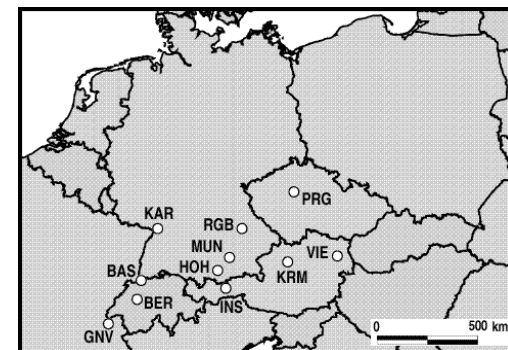 PRG
KAR
RGB
MUN
VIE
HOH
KRM
BAS
BER
INS
GNV
0 500 km